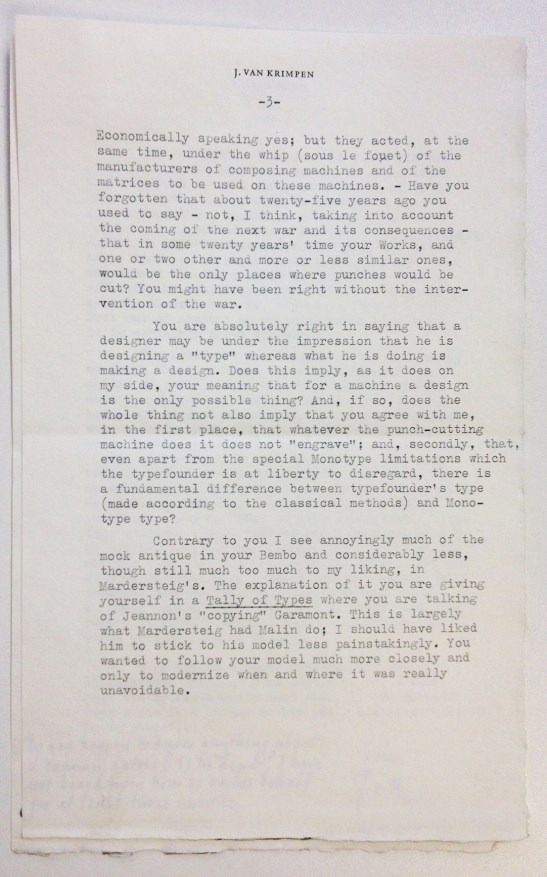 J. VAN KRIMPEN
-3-
Economically speaking yes; but they acted, at the
same time, under the whip (sous le fouet) of the
manufacturers of composing machines and of the
matrices to be used on these machines. - Have you
forgotten that about twenty-five years ago you
used to say - not, I think, taking into account
the coming of the next war and its consequences -
that in some twenty years' time your Works, and
one or two other and more or less similar ones,
would be the only places where punches would be
cut? You might have been right without the inter-
vention of the war.
You are absolutely right in saying that a
designer may be under the impression that he is
designing a "type" whereas what he is doing is
making a design. Does this imply, as it does on
my side, your meaning that for a machine a design
is the only possible thing? And, if so, does the
whole thing not also imply that you agree with me,
in the first place, that whatever the punch-cutting
machine does it does not "engrave"; and, secondly, that,
even apart from the special Monotype limitations which
the typefounder is at liberty to disregard, there is
a fundamental difference between typefounder's type
(made according to the classical methods) and Mono-
type type?
Contrary to you I see annoyingly much of the
mock antique in your Bembo and considerably less,
though still much too much to my liking, in
Mardersteig's. The explanation of it you are giving
yourself in a Tally of Types where you are talking
of Jeannon's "copying" Garamont. This is largely
what Mardersteig had Malin do; I should have liked
him to stick to his model less painstakingly. You
wanted to follow your model much more closely and
only to modernize when and where it was really
unavoidable.